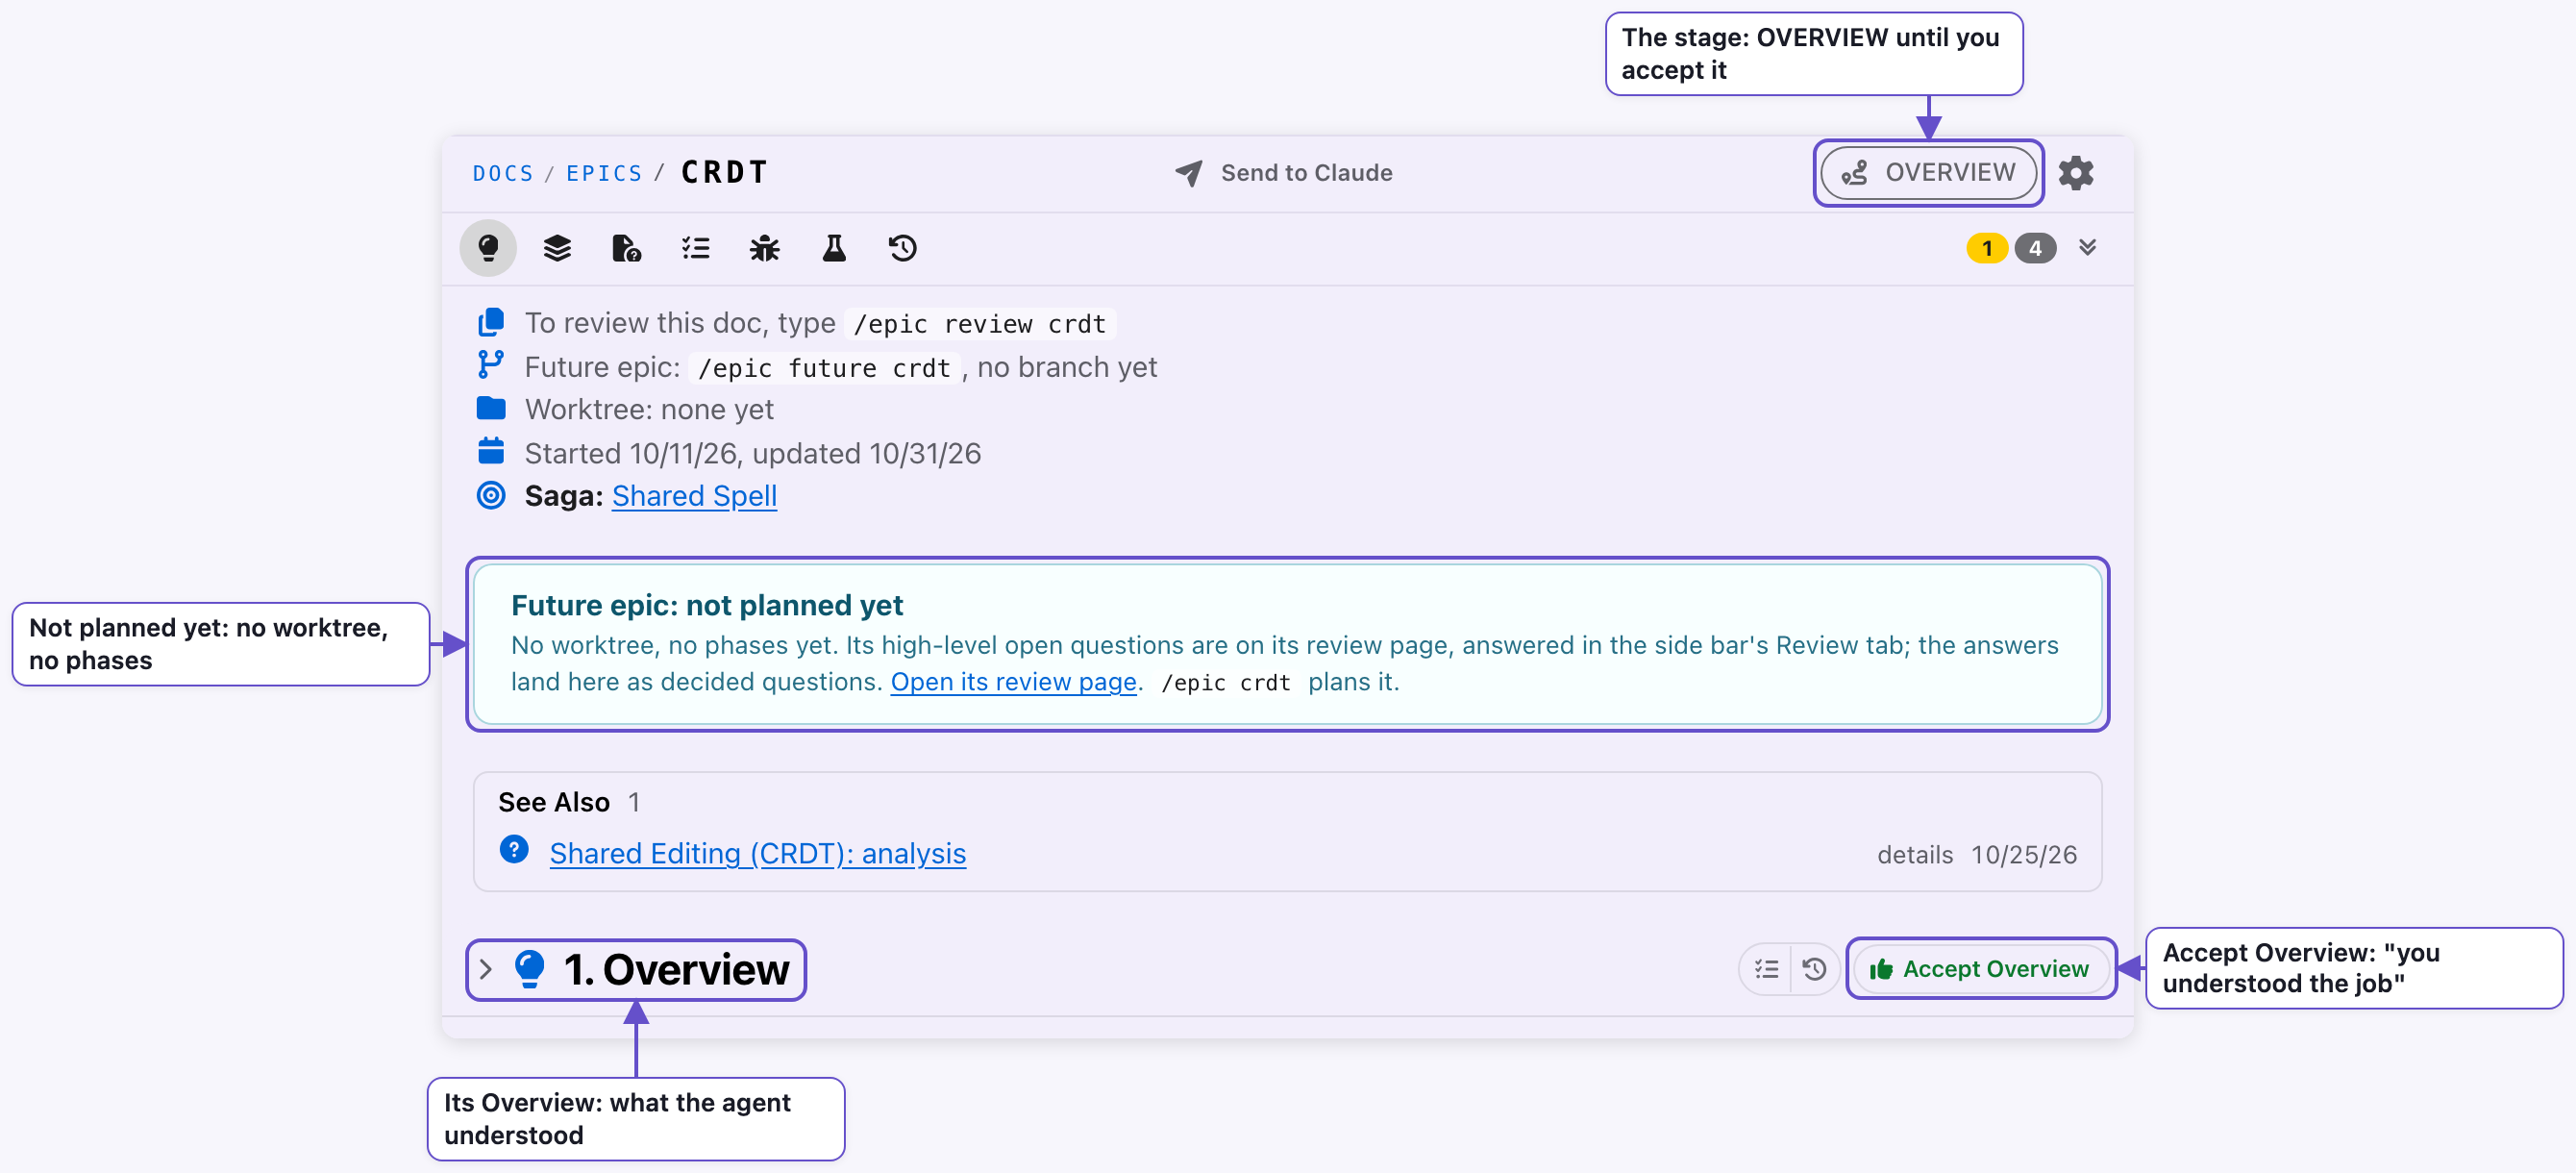 The stage: OVERVIEW until you
accept it
DOCS / EPICS / CRDT
Send to Claude
OVERVIEW
1 4
To review this doc, type /epic review crdt
Future epic: /epic future crdt, no branch yet
Worktree: none yet
Started 10/11/26, updated 10/31/26
Saga: Shared Spell
Not planned yet: no worktree,
no phases
Future epic: not planned yet
No worktree, no phases yet. Its high-level open questions are on its review page, answered in the side bar's Review tab; the answers
land here as decided questions. Open its review page. /epic crdt plans it.
See Also 1
Shared Editing (CRDT): analysis
details 10/25/26
1. Overview
Accept Overview
Accept Overview: "you
understood the job"
Its Overview: what the agent
understood